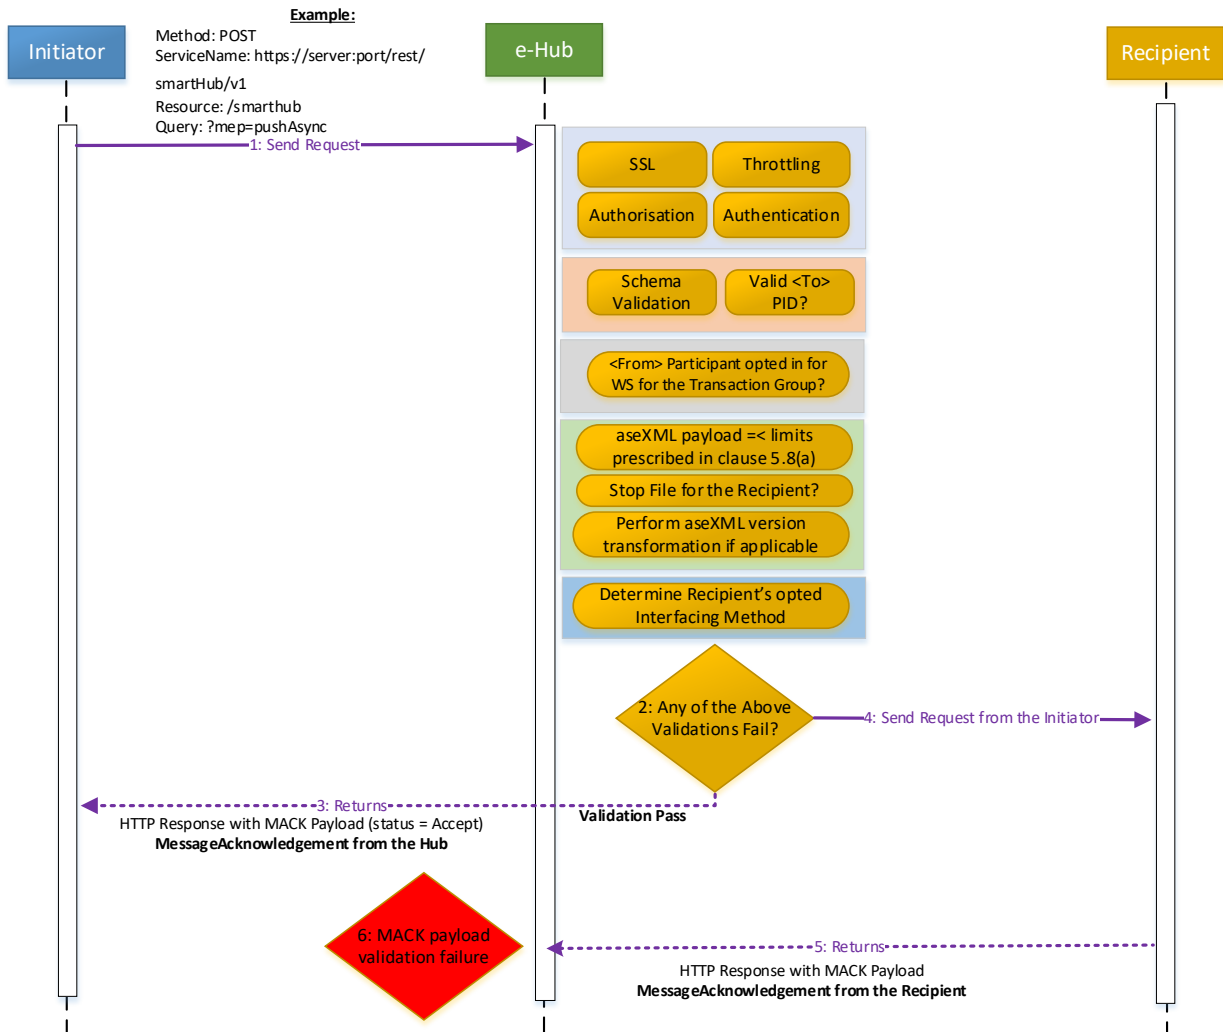 Example:
Method: POST
ServiceName: https://server:port/rest/
smartHub/v1
Resource: /smarthub
Query: ?mep=pushAsync
Initiator
e-Hub
Recipient
1: Send Request
SSL
Throttling
Authorisation
Authentication
Schema
Validation
Valid <To>
PID?
<From> Participant opted in for
WS for the Transaction Group?
aseXML payload =< limits
prescribed in clause 5.8(a)
Stop File for the Recipient?
Perform aseXML version
transformation if applicable
Determine Recipient’s opted
Interfacing Method
2: Any of the Above
Validations Fail?
4: Send Request from the Initiator
3: Returns
Validation Pass
HTTP Response with MACK Payload (status = Accept)
MessageAcknowledgement from the Hub
6: MACK payload
validation failure
5: Returns
HTTP Response with MACK Payload
MessageAcknowledgement from the Recipient